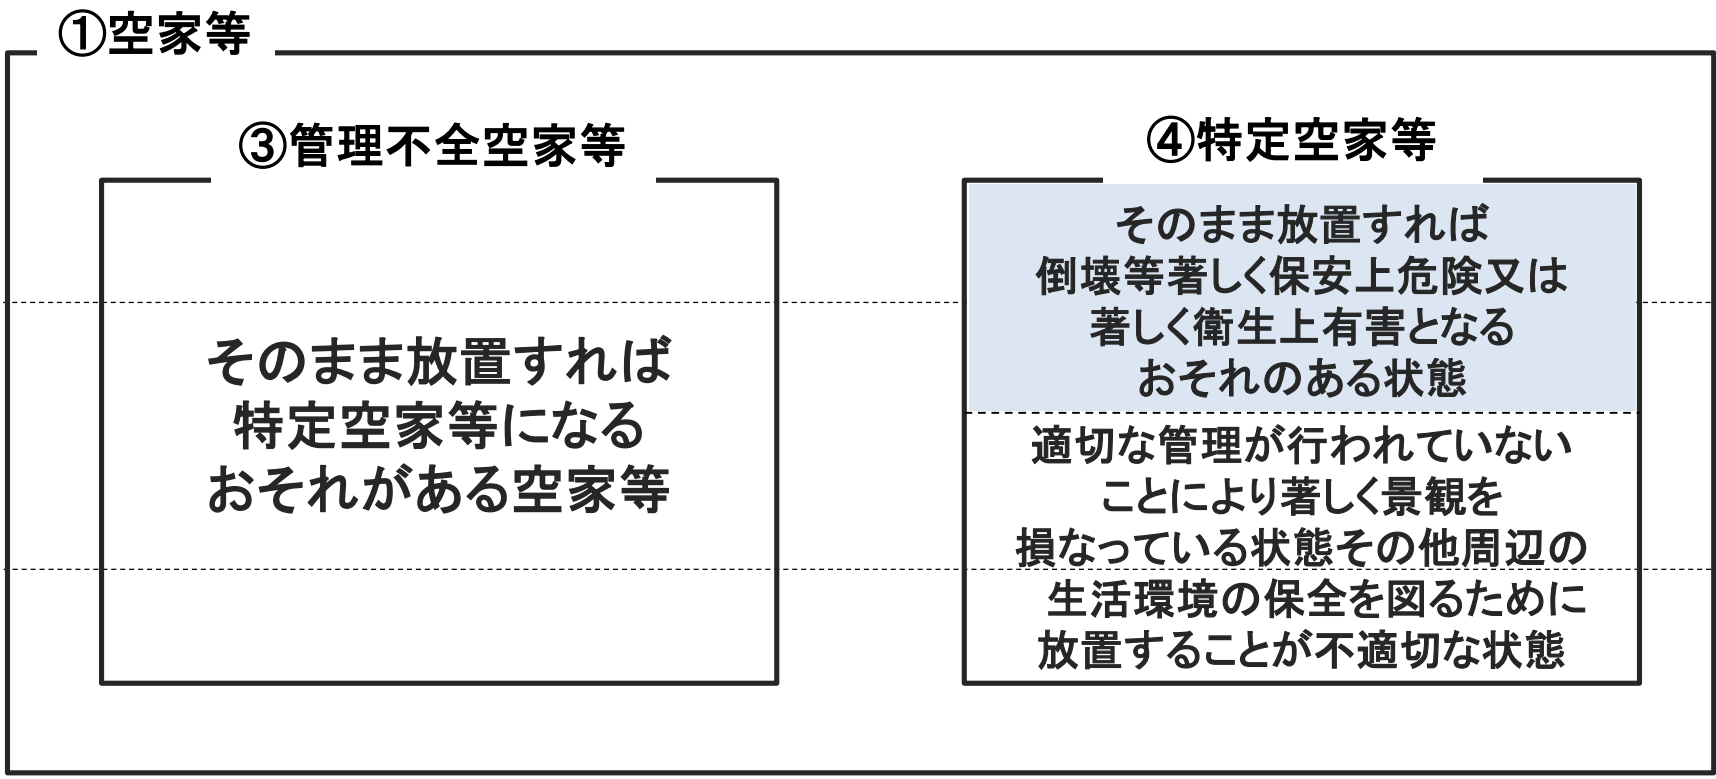 ①空家等
③管理不全空家等
そのまま放置すれば
特定空家等になる
おそれがある空家等
④特定空家等
そのまま放置すれば
倒壊等著しく保安上危険又は
著しく衛生上有害となる
おそれのある状態
適切な管理が行われていない
ことにより著しく景観を
損なっている状態その他周辺の
生活環境の保全を図るために
放置することが不適切な状態